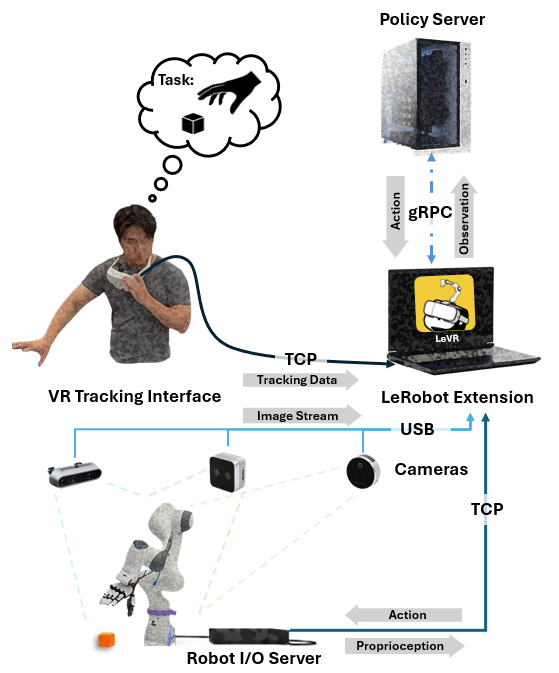 Policy Server
Task:
Action
gRPC
Observation
LeVR
TCP
Tracking Data
VR Tracking Interface
LeRobot Extension
Image Stream
USB
Cameras
TCP
Action
Proprioception
Robot I/O Server